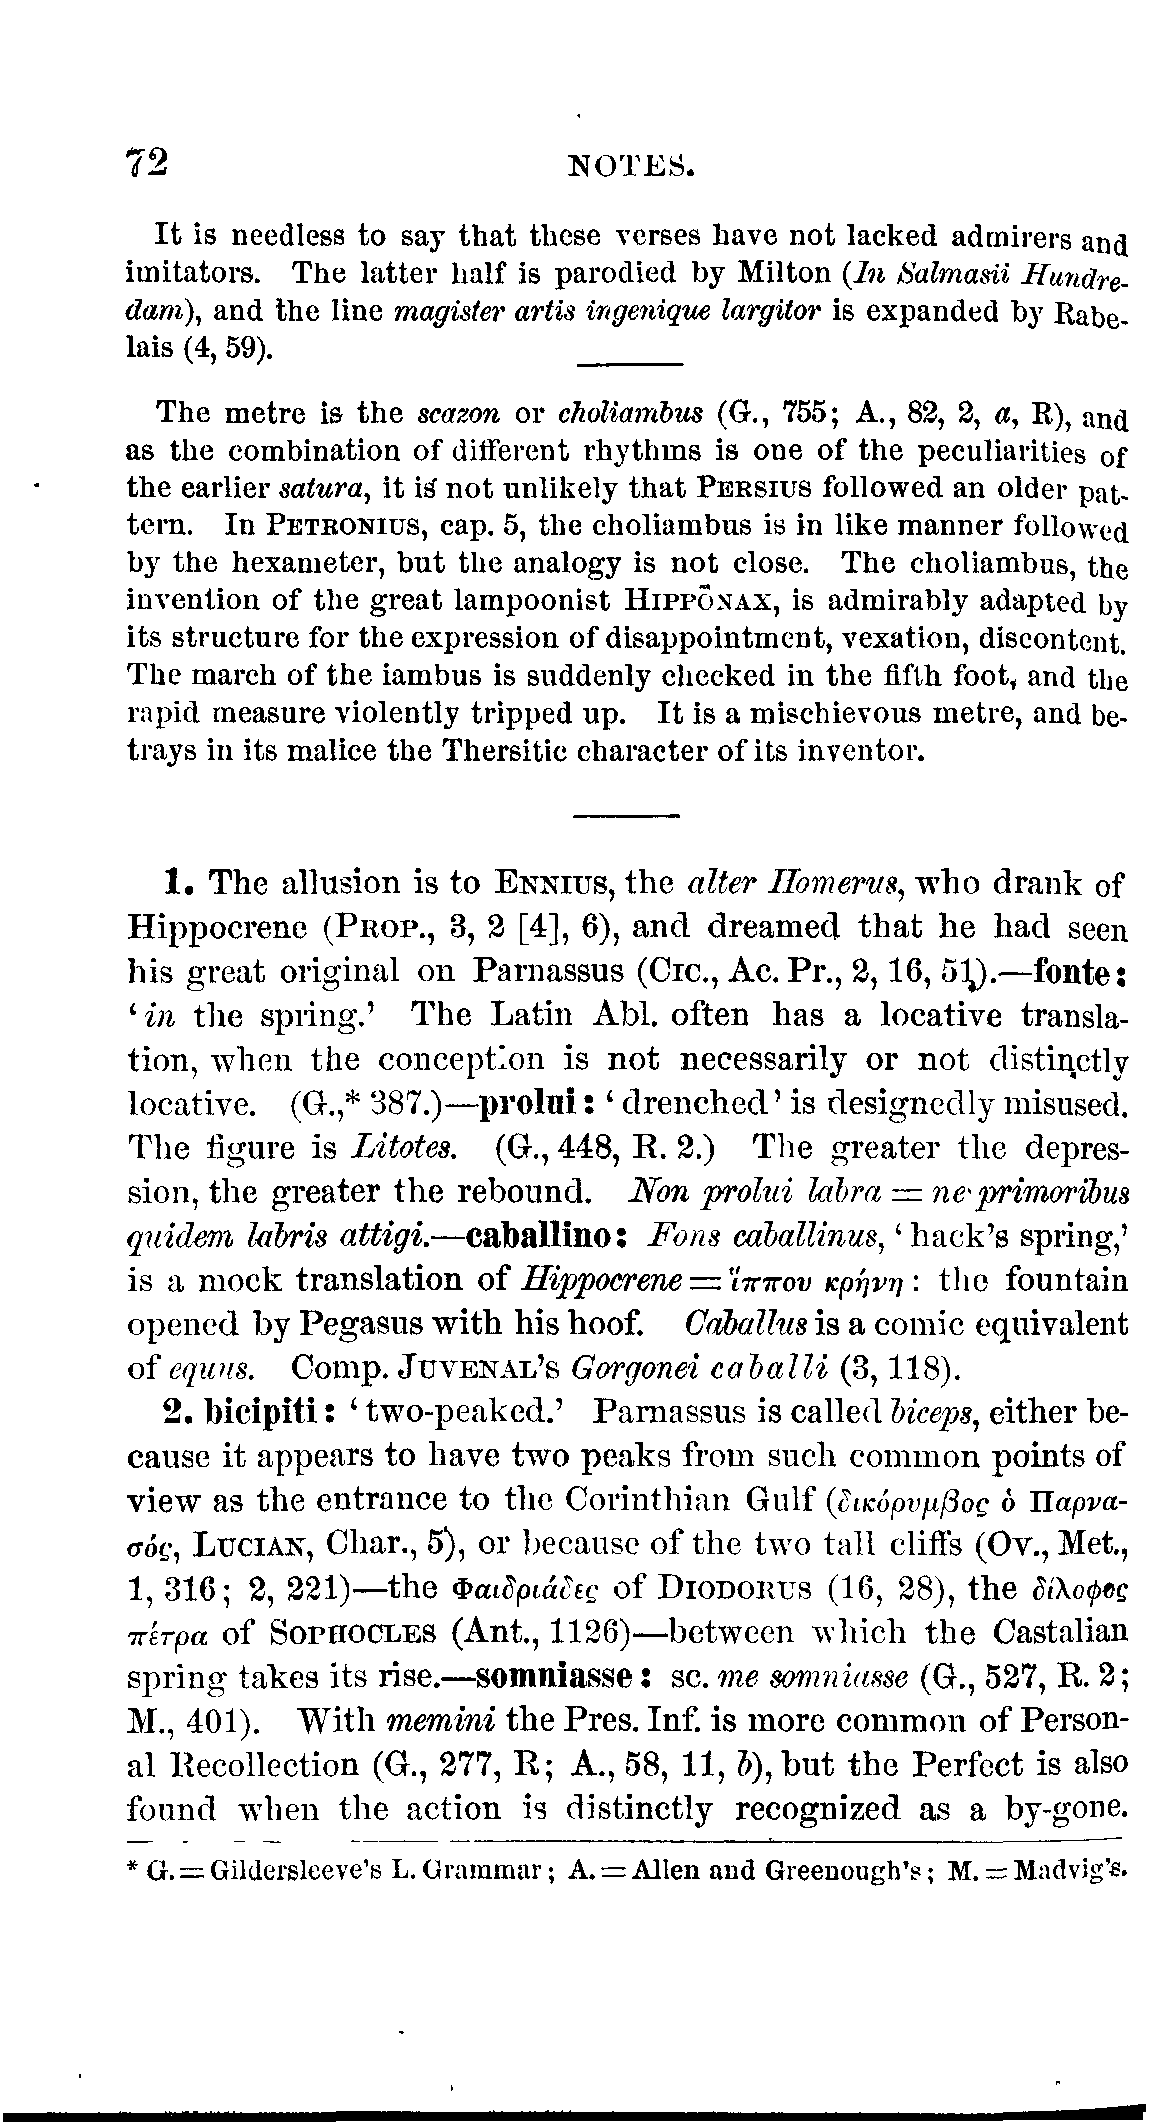 72 NOTES.
It is needless to say that these verses have not lacked admirers and
imitators. The latter half is parodied by Milton (In Salmasii Hundre-
dam), and the line magister artis ingenique largitor is expanded by Rabe-
lais (4, 59).
The metre is the scazon or choliambus (G., 755; A., 82, 2, a, R), and
as the combination of different rhythms is one of the peculiarities of
the earlier satura, it is not unlikely that PERSIUS followed an older pat-
tern. In PETRONIUS, cap. 5, the choliambus is in like manner followed
by the hexameter, but the analogy is not close. The choliambus, the
invention of the great lampoonist HIPPŌNAX, is admirably adapted by
its structure for the expression of disappointment, vexation, discontent.
The march of the iambus is suddenly checked in the fifth foot, and the
rapid measure violently tripped up. It is a mischievous metre, and be-
trays in its malice the Thersitic character of its inventor.
1. The allusion is to ENNIUS, the alter Homerus, who drank of
Hippocrene (PROP., 3, 2 [4], 6), and dreamed that he had seen
his great original on Parnassus (CIC., Ac. Pr., 2, 16, 51).—fonte:
‘in the spring.’ The Latin Abl. often has a locative transla-
tion, when the conception is not necessarily or not distinctly
locative. (G.,* 387.)—prolui: ‘drenched’ is designedly misused.
The figure is Litotes. (G., 448, R. 2.) The greater the depres-
sion, the greater the rebound. Non prolui labra = ne primoribus
quidem labris attigi.—caballino: Fons caballinus, ‘hack’s spring,’
is a mock translation of Hippocrene = ἵππου κρήνη: the fountain
opened by Pegasus with his hoof. Caballus is a comic equivalent
of equus. Comp. JUVENAL’S Gorgonei caballi (3, 118).
2. bicipiti: ‘two-peaked.’ Parnassus is called biceps, either be-
cause it appears to have two peaks from such common points of
view as the entrance to the Corinthian Gulf (δικόρυμβος ὁ Παρνα-
σός, LUCIAN, Char., 5), or because of the two tall cliffs (OV., Met.,
1, 316; 2, 221)—the Φαιδριάδες of DIODORUS (16, 28), the δίλοφος
πέτρα of SOPHOCLES (Ant., 1126)—between which the Castalian
spring takes its rise.—somniasse: sc. me somniasse (G., 527, R. 2;
M., 401). With memini the Pres. Inf. is more common of Person-
al Recollection (G., 277, R; A., 58, 11, b), but the Perfect is also
found when the action is distinctly recognized as a by-gone.
* G. = Gildersleeve’s L. Grammar; A. = Allen and Greenough’s; M. = Madvig’s.